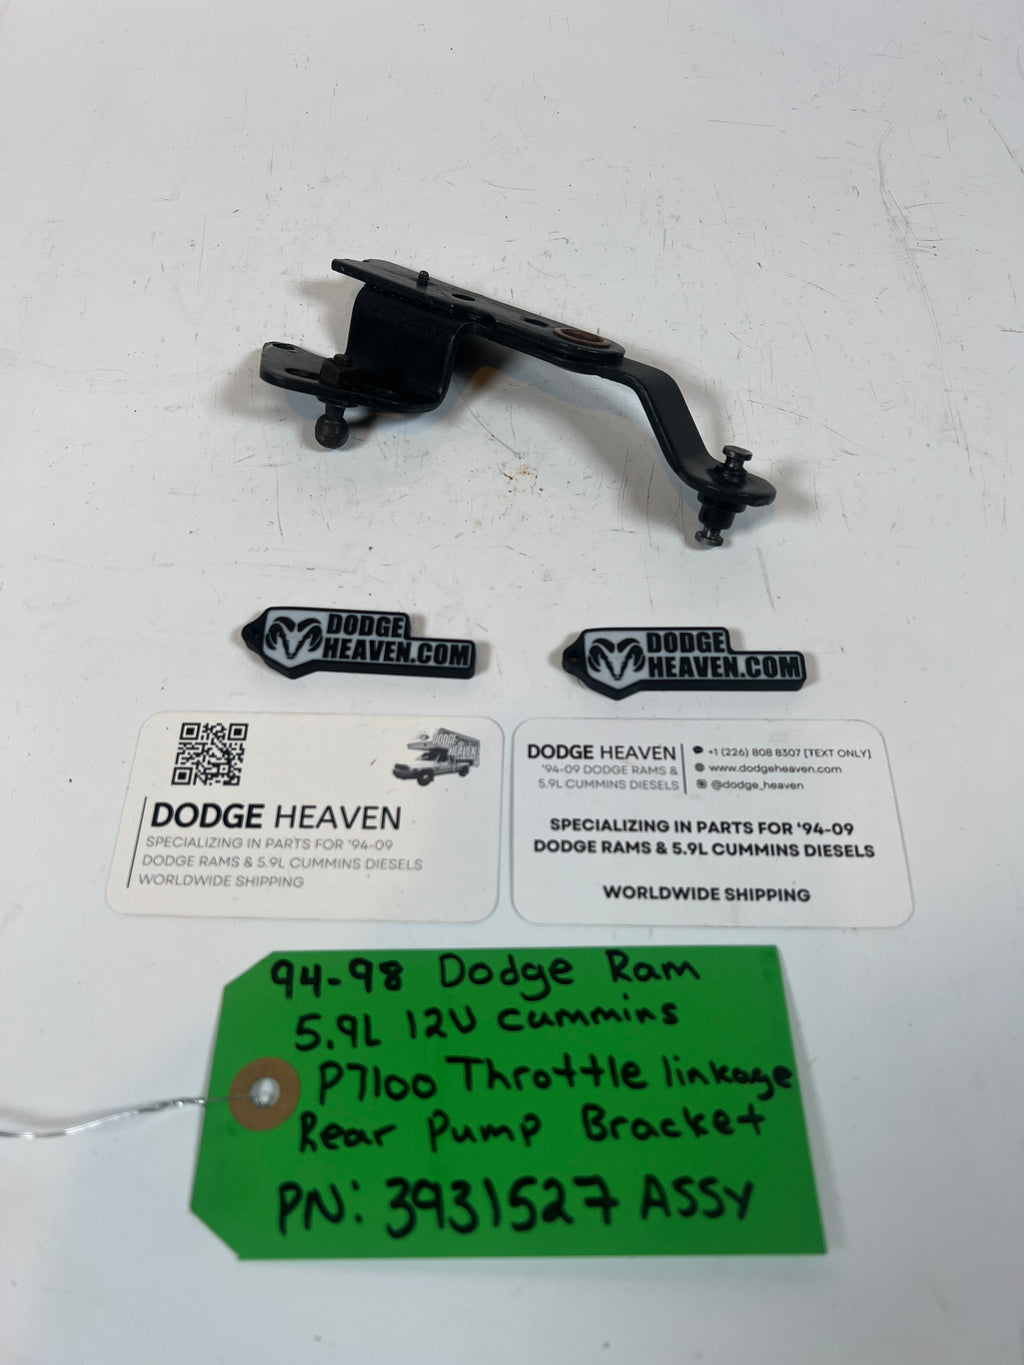 DODGE
HEAVEN.COM
DODGE
HEAVEN.COM
DODGE
HEAVEN
DODGE HEAVEN
SPECIALIZING IN PARTS FOR '94-09
DODGE RAMS & 5.9L CUMMINS DIESELS
WORLDWIDE SHIPPING
DODGE HEAVEN
'94-09 DODGE RAMS &
5.9L CUMMINS DIESELS
+1 (226) 808 8307 [TEXT ONLY]
www.dodgeheaven.com
@dodge_heaven
SPECIALIZING IN PARTS FOR '94-09
DODGE RAMS & 5.9L CUMMINS DIESELS
WORLDWIDE SHIPPING
94-98 Dodge Ram
5.9L 12V Cummins
P7100 Throttle linkage
Rear Pump Bracket
PN: 3931527 ASSY